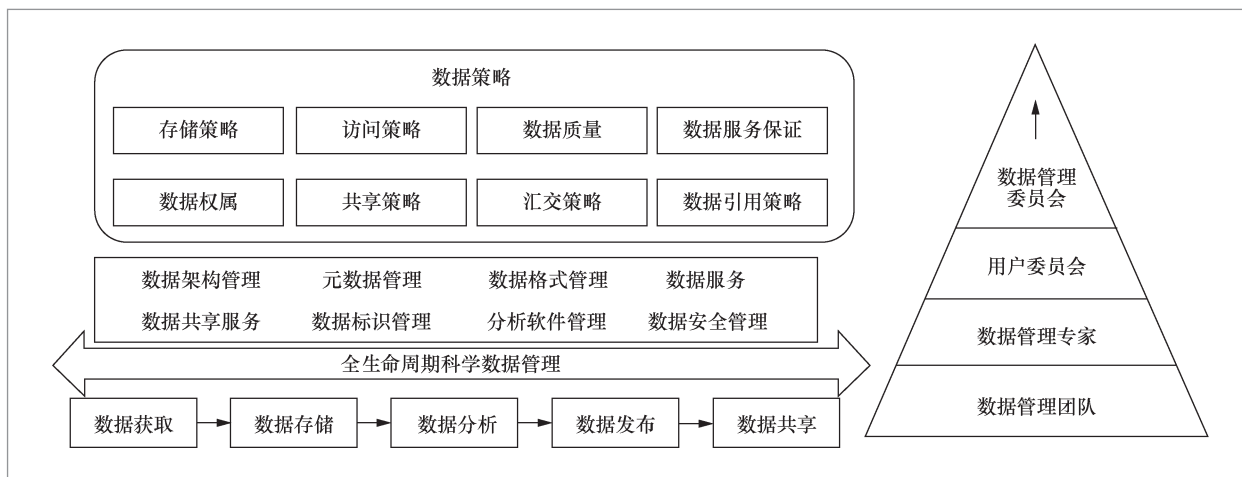 数据策略
存储策略 访问策略 数据质量 数据服务保证
数据权属 共享策略 汇交策略 数据引用策略
数据架构管理 元数据管理 数据格式管理 数据服务
数据共享服务 数据标识管理 分析软件管理 数据安全管理
全生命周期科学数据管理
数据获取 数据存储 数据分析 数据发布 数据共享
数据管理
委员会
用户委员会
数据管理专家
数据管理团队